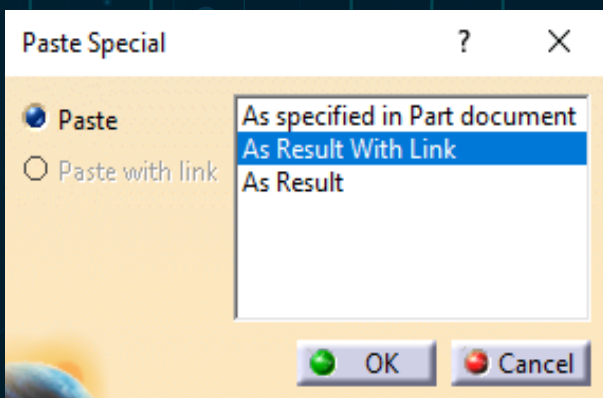 Paste Special ?
Paste
Paste with link
As specified in Part document
As Result With Link
As Result
OK
Cancel